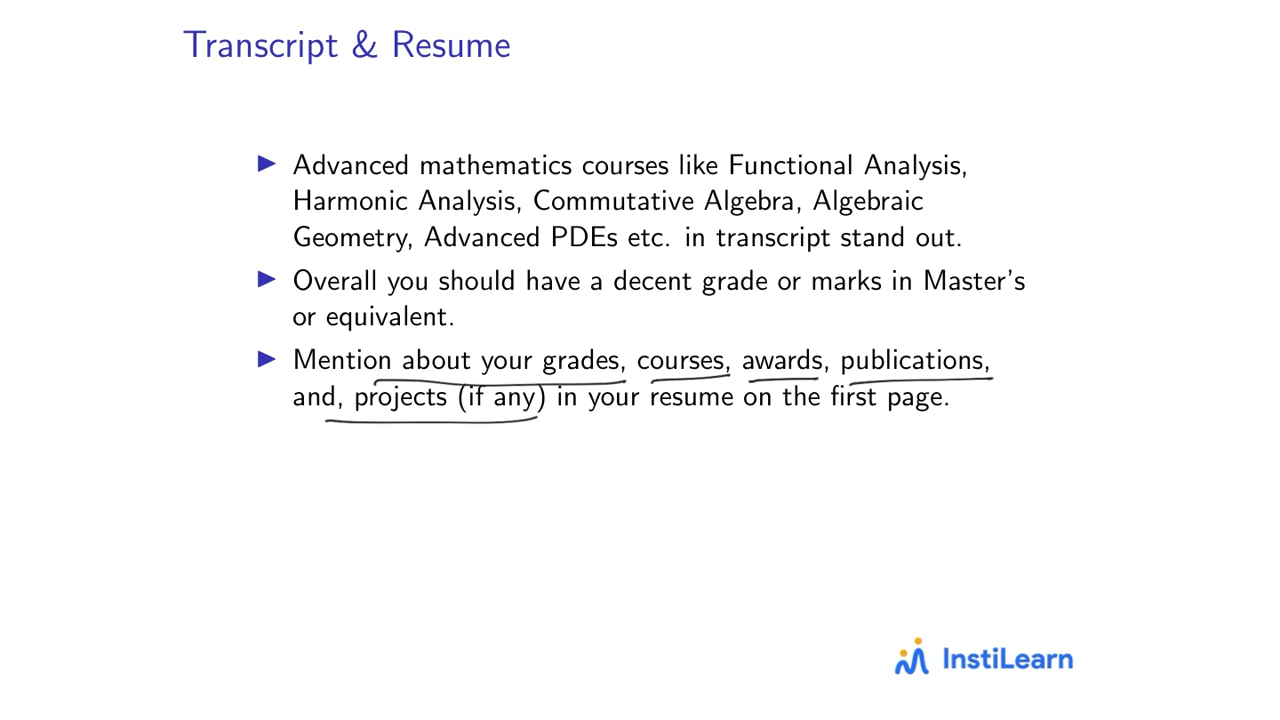 Transcript & Resume
▶ Advanced mathematics courses like Functional Analysis,
Harmonic Analysis, Commutative Algebra, Algebraic
Geometry, Advanced PDEs etc. in transcript stand out.
▶ Overall you should have a decent grade or marks in Master's
or equivalent.
▶ Mention about your grades, courses, awards, publications,
and, projects (if any) in your resume on the first page.
InstiLearn